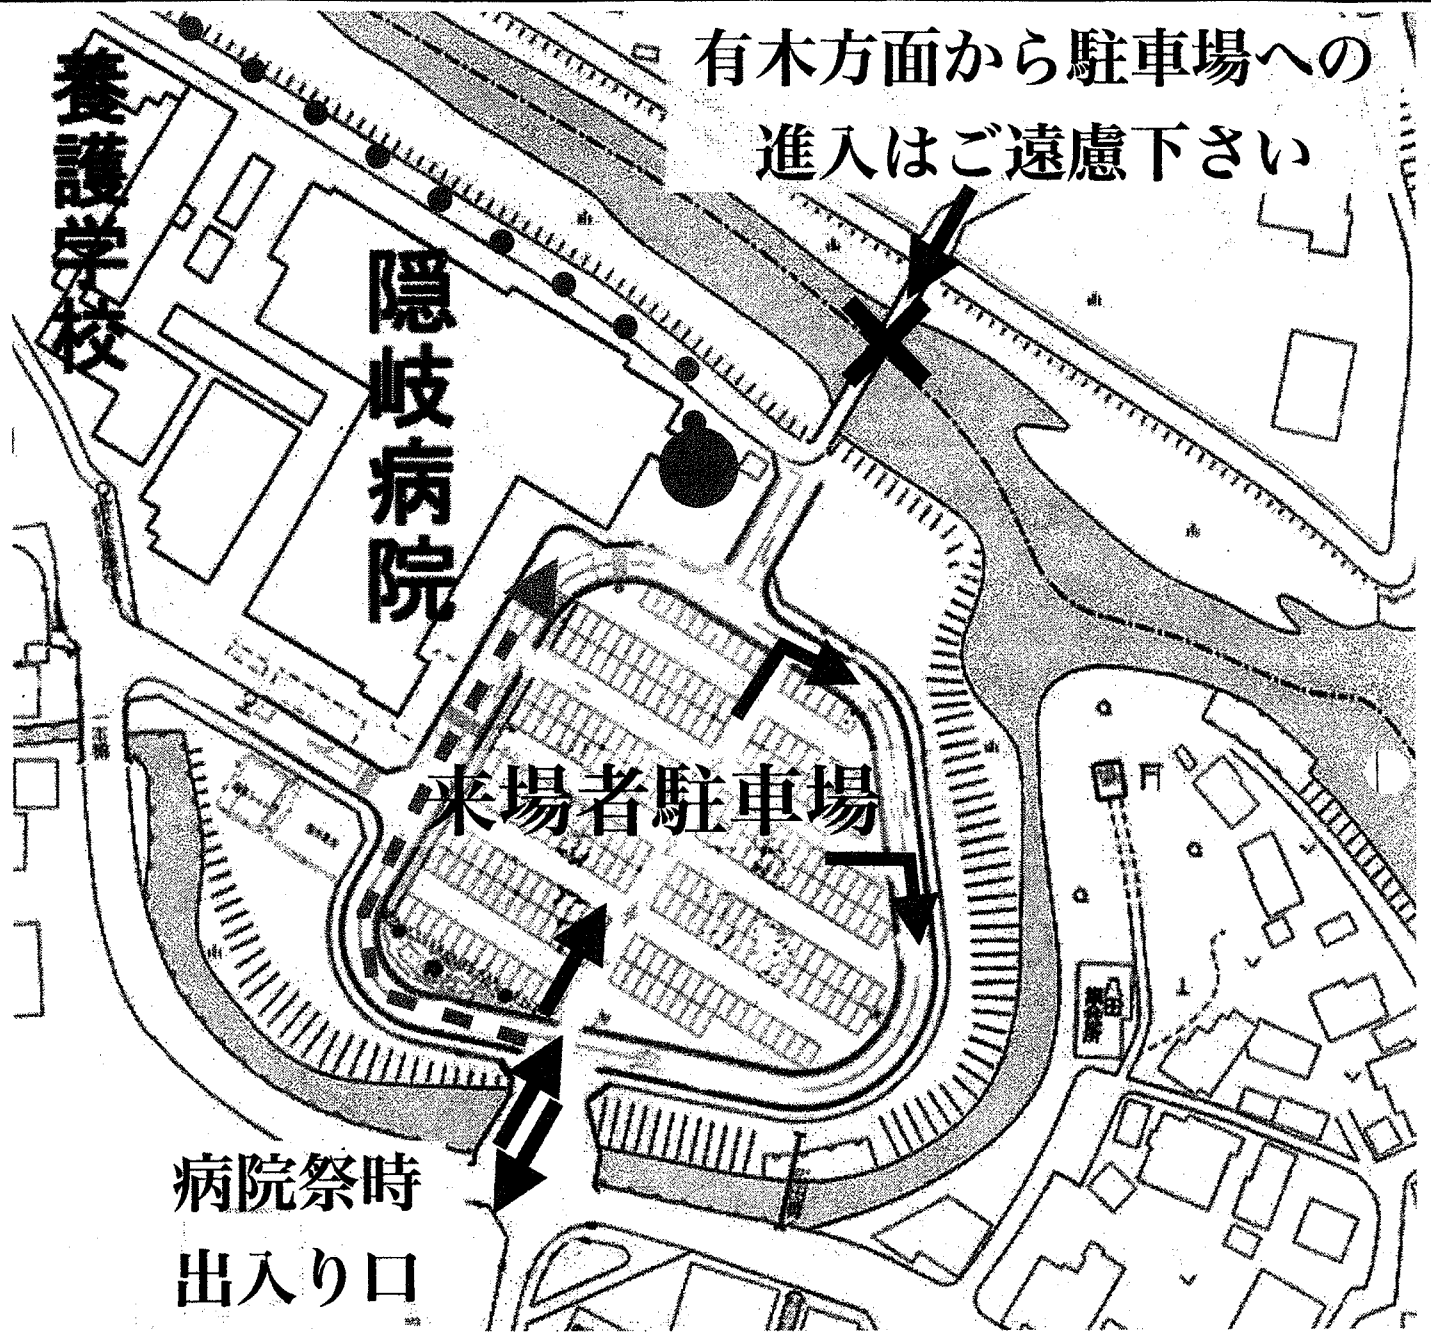 有木方面から駐車場への
進入はご遠慮下さい
養護学校
隠岐病院
来場者駐車場
病院祭時
出入り口